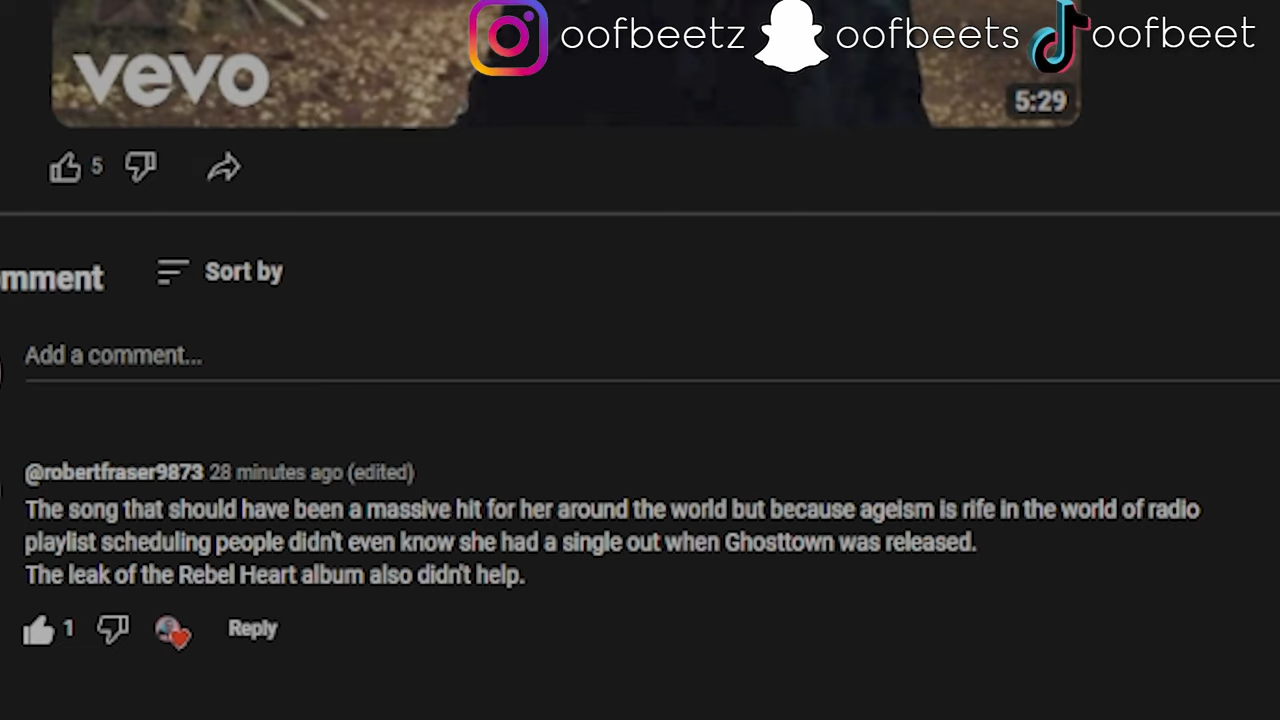 oofbeetz oofbeets oofbeet
vevo
5:29
5
omment Sort by
Add a comment...
@robertfraser9873 28 minutes ago (edited)
The song that should have been a massive hit for her around the world but because ageism is rife in the world of radio
playlist scheduling people didn't even know she had a single out when Ghosttown was released.
The leak of the Rebel Heart album also didn't help.
1 Reply